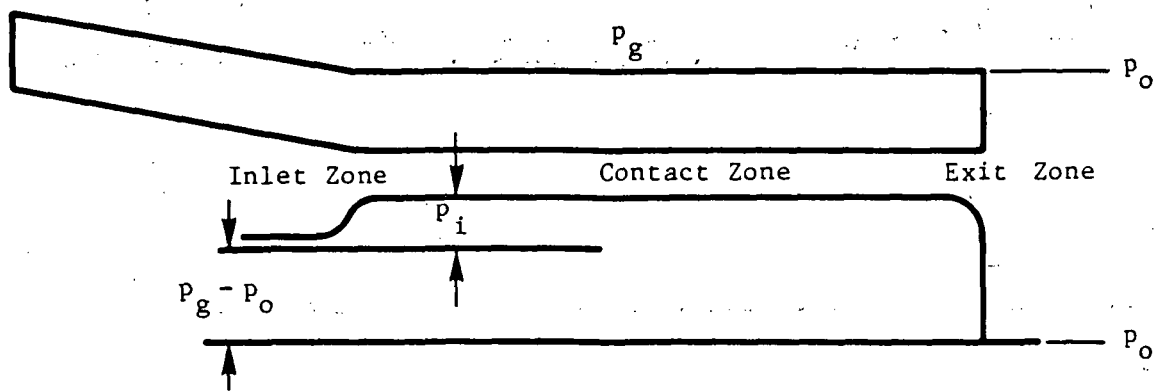 p_g
p_o
Inlet Zone Contact Zone Exit Zone
p_i
p_g - p_o
p_o